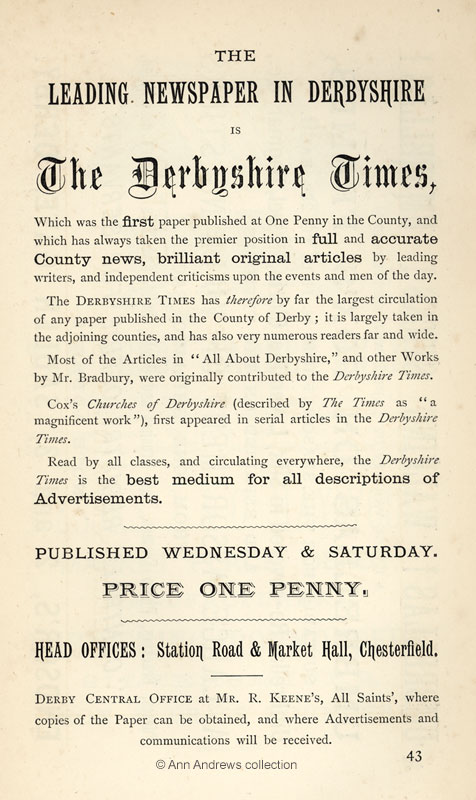 THE
LEADING NEWSPAPER IN DERBYSHIRE
IS
The Derbyshire Times,
Which was the first paper published at One Penny in the County, and
which has always taken the premier position in full and accurate
County news, brilliant original articles by leading
writers, and independent criticisms upon the events and men of the day.
The DERBYSHIRE TIMES has therefore by far the largest circulation
of any paper published in the County of Derby ; it is largely taken in
the adjoining counties, and has also very numerous readers far and wide.
Most of the Articles in “All About Derbyshire,” and other Works
by Mr. Bradbury, were originally contributed to the Derbyshire Times.
Cox's Churches of Derbyshire (described by The Times as “a
magnificent work”), first appeared in serial articles in the Derbyshire
Times.
Read by all classes, and circulating everywhere, the Derbyshire
Times is the best medium for all descriptions of
Advertisements.
PUBLISHED WEDNESDAY & SATURDAY.
PRICE ONE PENNY.
HEAD OFFICES : Station Road & Market Hall, Chesterfield.
DERBY CENTRAL OFFICE at MR. R. KEENE'S, ALL SAINTS', where
copies of the Paper can be obtained, and where Advertisements and
communications will be received.
43
© Ann Andrews collection